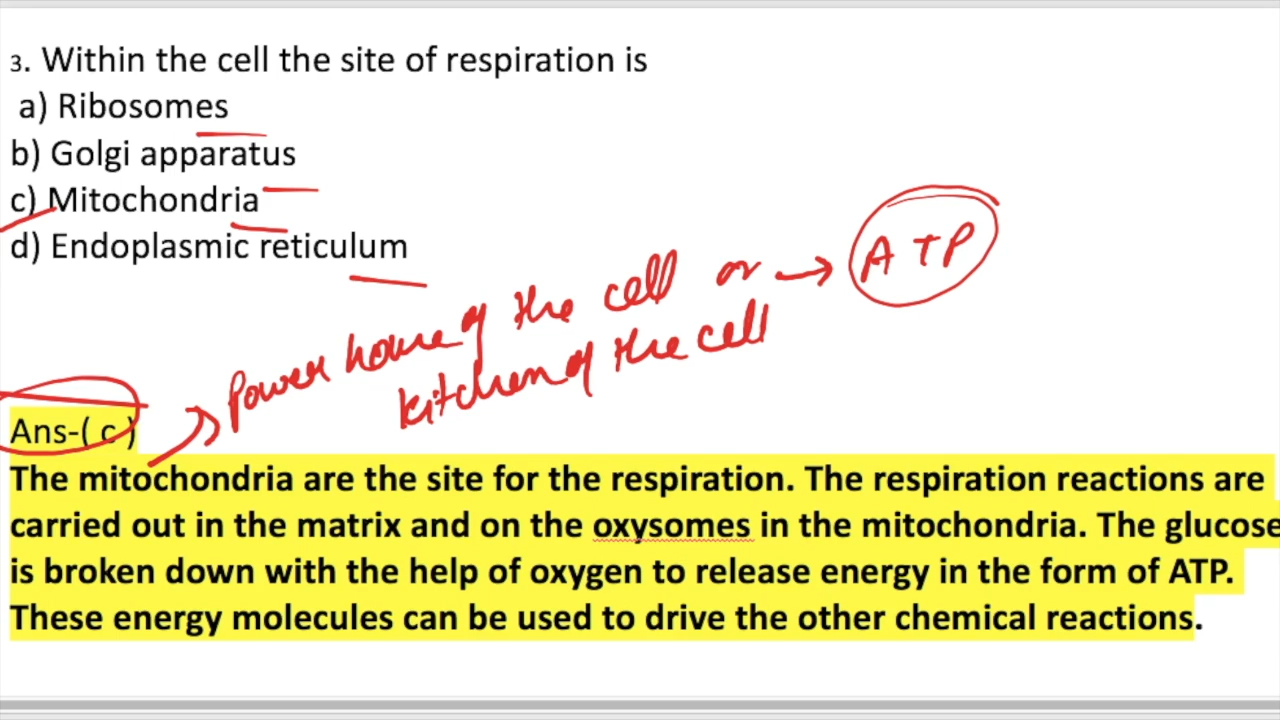 3. Within the cell the site of respiration is
a) Ribosomes
b) Golgi apparatus
c) Mitochondria
d) Endoplasmic reticulum
Power house of the cell or → ATP
kitchen of the cell
Ans-( c )
The mitochondria are the site for the respiration. The respiration reactions are
carried out in the matrix and on the oxysomes in the mitochondria. The glucose
is broken down with the help of oxygen to release energy in the form of ATP.
These energy molecules can be used to drive the other chemical reactions.